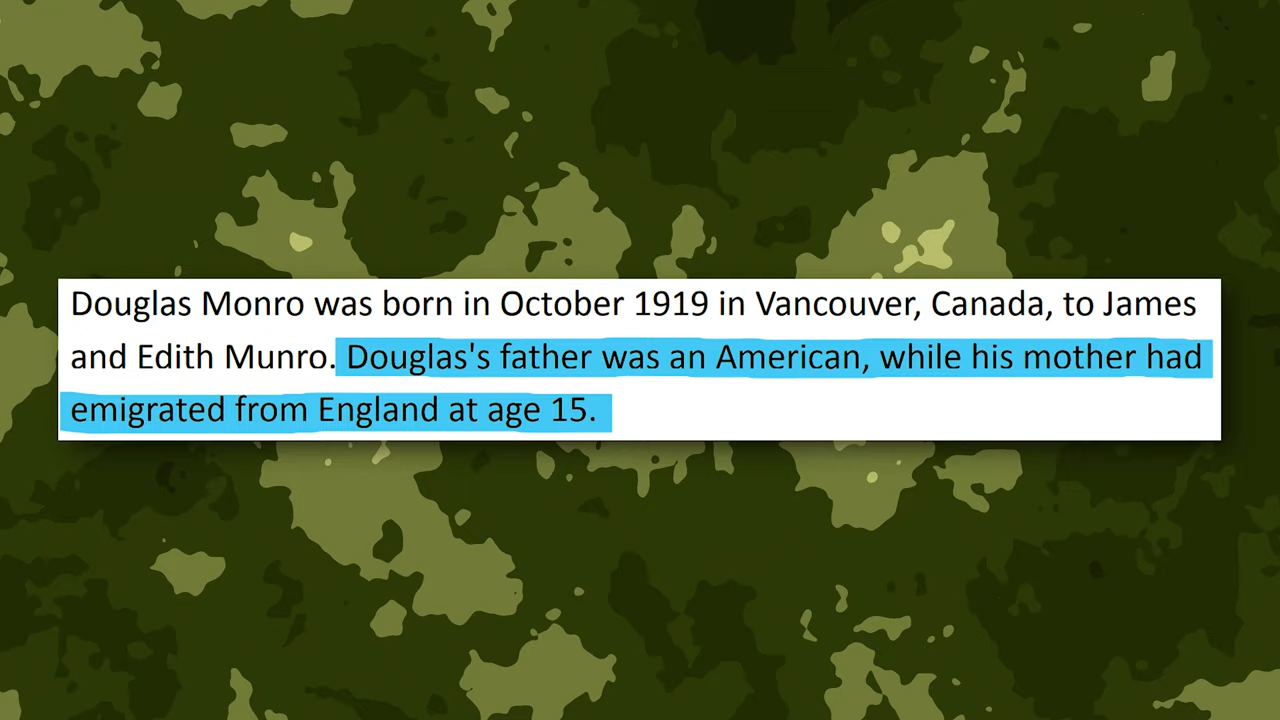 Douglas Monro was born in October 1919 in Vancouver, Canada, to James
and Edith Munro. Douglas's father was an American, while his mother had
emigrated from England at age 15.